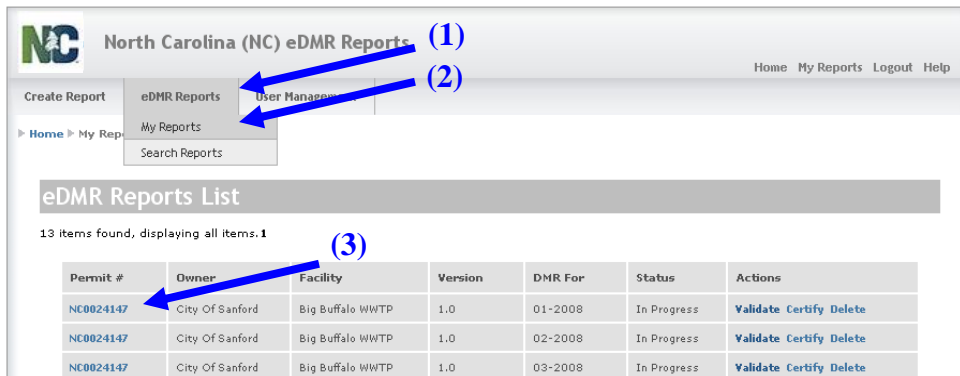 NC
North Carolina (NC) eDMR Reports
(1)
(2)
Home My Reports Logout Help
Create Report eDMR Reports User Management
Home My Rep
My Reports
Search Reports
eDMR Reports List
13 items found, displaying all items.1
(3)
Permit # Owner Facility Version DMR For Status Actions
NC0024147 City Of Sanford Big Buffalo WWTP 1.0 01-2008 In Progress Validate Certify Delete
NC0024147 City Of Sanford Big Buffalo WWTP 1.0 02-2008 In Progress Validate Certify Delete
NC0024147 City Of Sanford Big Buffalo WWTP 1.0 03-2008 In Progress Validate Certify Delete